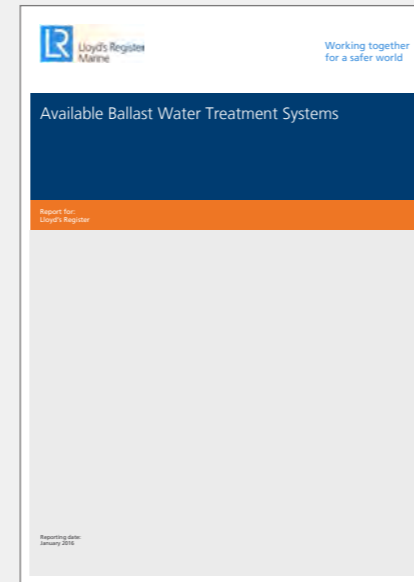 LR
Lloyd's Register
Marine
Working together
for a safer world
Available Ballast Water Treatment Systems
Report for:
Lloyd's Register
Reporting date:
January 2016